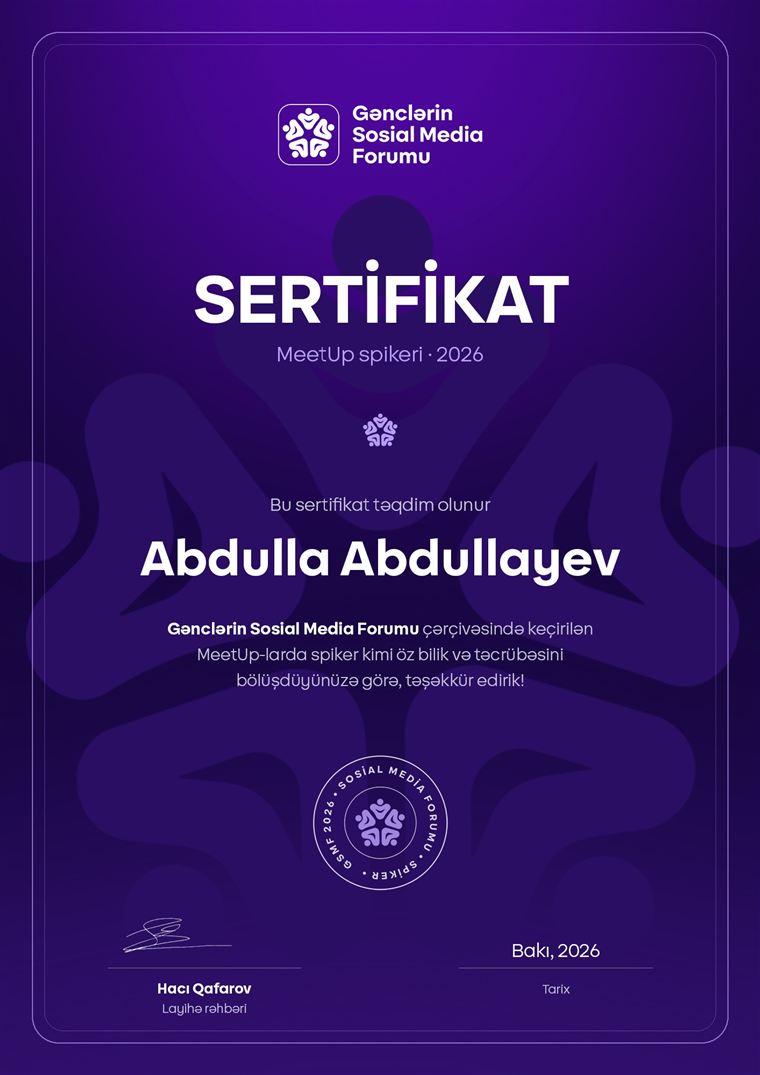 Gənclərin
Sosial Media
Forumu
SERTİFİKAT
MeetUp spikeri · 2026
Bu sertifikat təqdim olunur
Abdulla Abdullayev
Gənclərin Sosial Media Forumu çərçivəsində keçirilən
MeetUp-larda spiker kimi öz bilik və təcrübəsini
bölüşdüyünüzə görə, təşəkkür edirik!
GSMF 2026 • SOSİAL MEDİA FORUMU • SPİKER •
Bakı, 2026
Hacı Qafarov
Tarix
Layihə rəhbəri